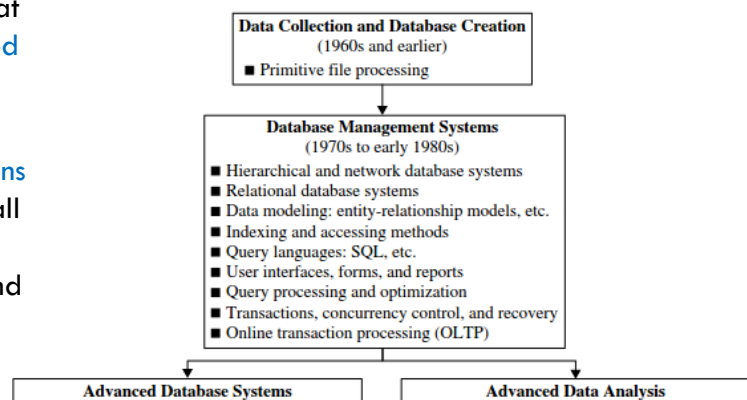 at
d
ns
all
nd
Data Collection and Database Creation
(1960s and earlier)
■ Primitive file processing
Database Management Systems
(1970s to early 1980s)
■ Hierarchical and network database systems
■ Relational database systems
■ Data modeling: entity-relationship models, etc.
■ Indexing and accessing methods
■ Query languages: SQL, etc.
■ User interfaces, forms, and reports
■ Query processing and optimization
■ Transactions, concurrency control, and recovery
■ Online transaction processing (OLTP)
Advanced Database Systems
Advanced Data Analysis